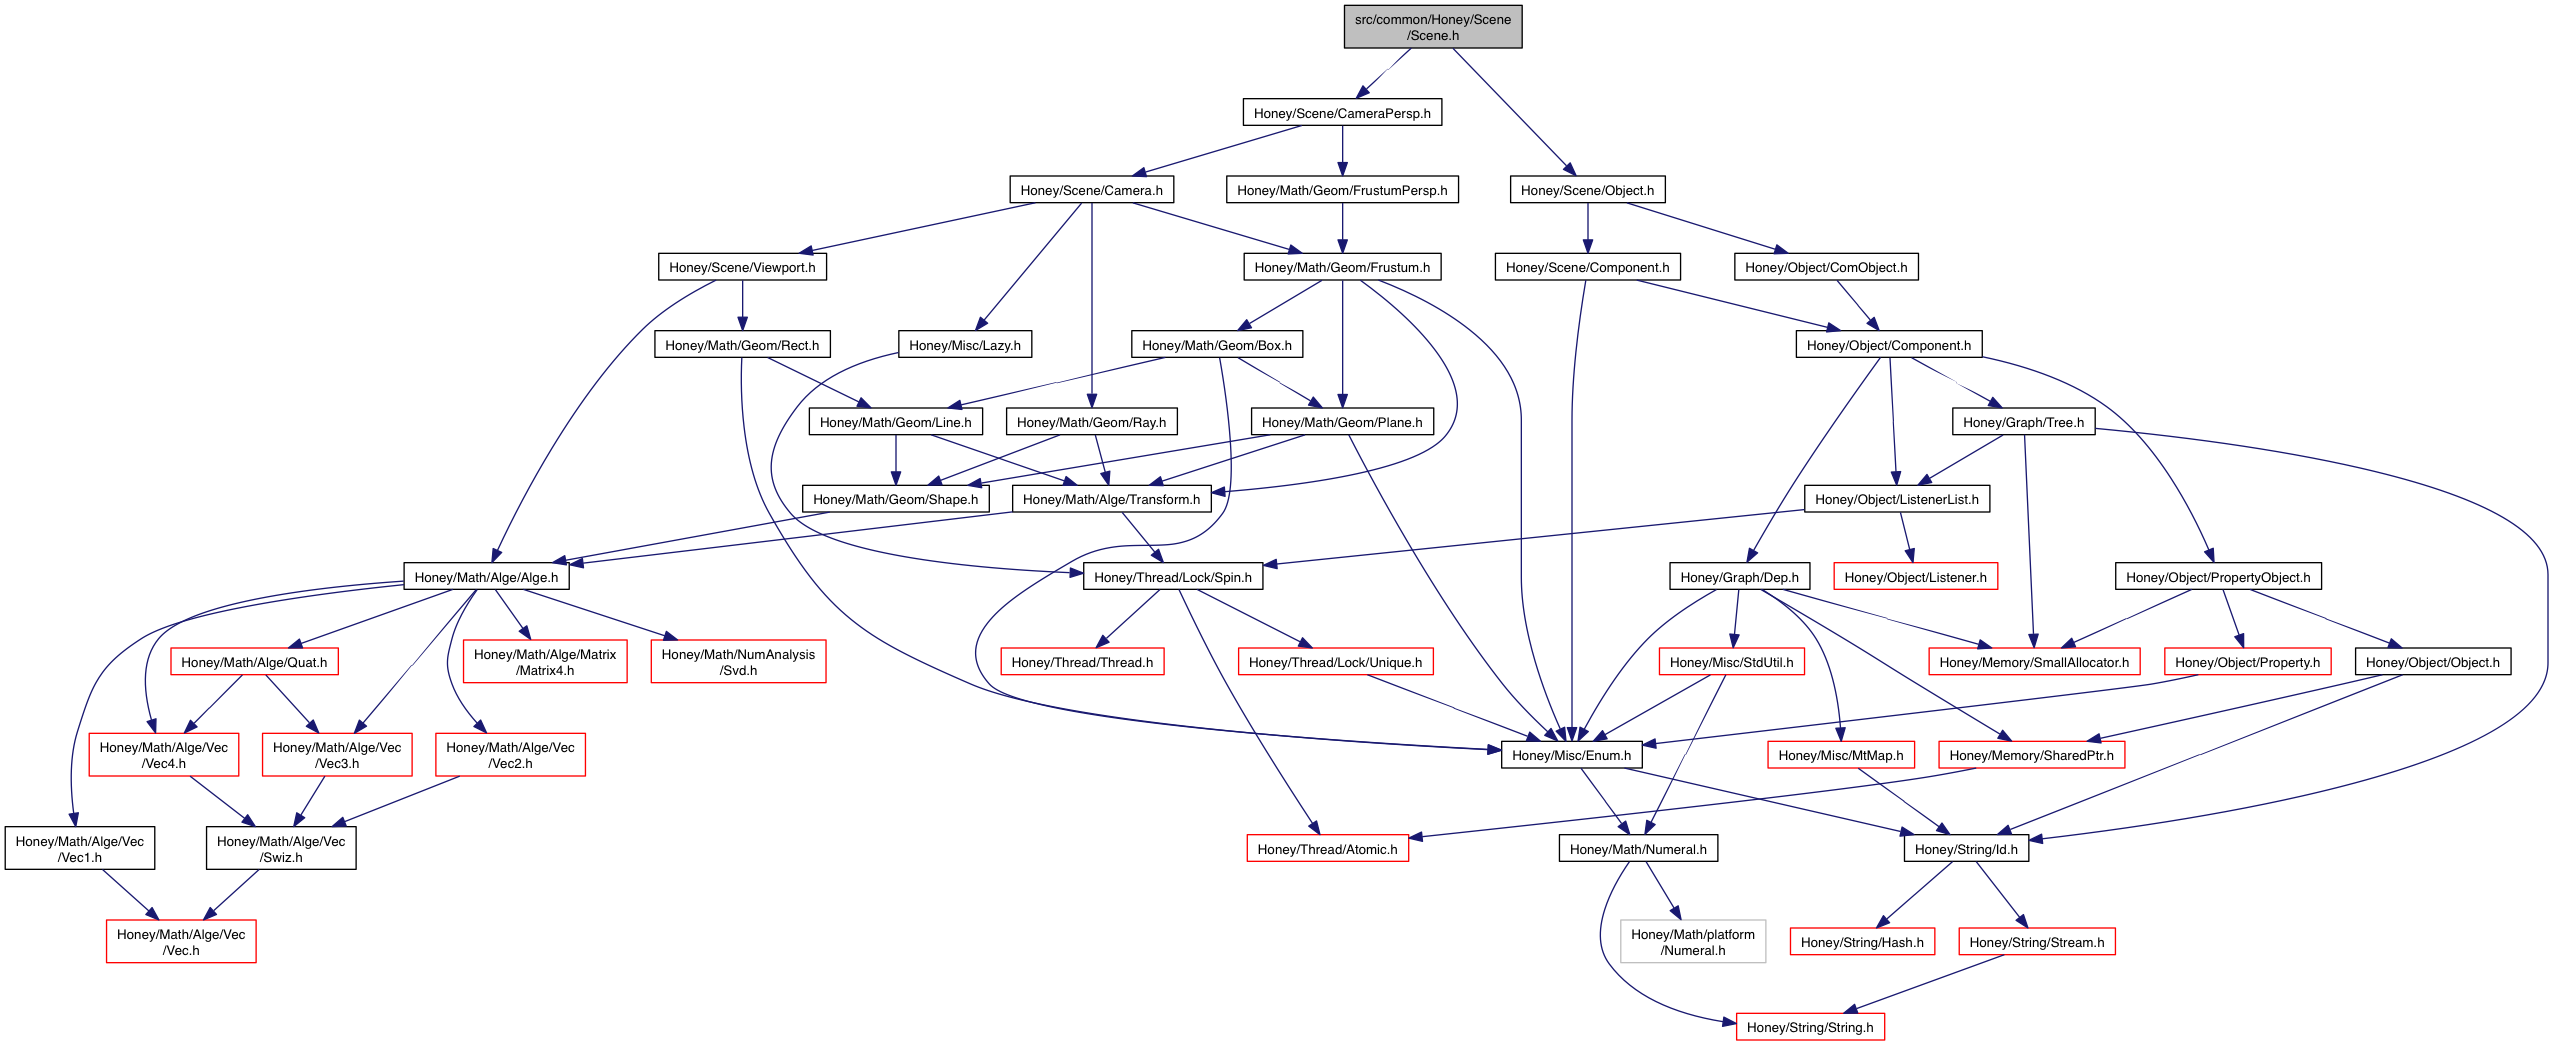 src/common/Honey/Scene
/Scene.h
Honey/Scene/CameraPersp.h
Honey/Scene/Camera.h
Honey/Math/Geom/FrustumPersp.h
Honey/Scene/Object.h
Honey/Scene/Viewport.h
Honey/Math/Geom/Frustum.h
Honey/Scene/Component.h
Honey/Object/ComObject.h
Honey/Math/Geom/Rect.h
Honey/Misc/Lazy.h
Honey/Math/Geom/Box.h
Honey/Object/Component.h
Honey/Math/Geom/Line.h
Honey/Math/Geom/Ray.h
Honey/Math/Geom/Plane.h
Honey/Graph/Tree.h
Honey/Math/Geom/Shape.h
Honey/Math/Alge/Transform.h
Honey/Object/ListenerList.h
Honey/Math/Alge/Alge.h
Honey/Thread/Lock/Spin.h
Honey/Graph/Dep.h
Honey/Object/Listener.h
Honey/Object/PropertyObject.h
Honey/Math/Alge/Quat.h
Honey/Math/Alge/Matrix
/Matrix4.h
Honey/Math/NumAnalysis
/Svd.h
Honey/Thread/Thread.h
Honey/Thread/Lock/Unique.h
Honey/Misc/StdUtil.h
Honey/Memory/SmallAllocator.h
Honey/Object/Property.h
Honey/Object/Object.h
Honey/Math/Alge/Vec
/Vec4.h
Honey/Math/Alge/Vec
/Vec3.h
Honey/Math/Alge/Vec
/Vec2.h
Honey/Misc/Enum.h
Honey/Misc/MtMap.h
Honey/Memory/SharedPtr.h
Honey/Math/Alge/Vec
/Vec1.h
Honey/Math/Alge/Vec
/Swiz.h
Honey/Thread/Atomic.h
Honey/Math/Numeral.h
Honey/String/Id.h
Honey/Math/Alge/Vec
/Vec.h
Honey/Math/platform
/Numeral.h
Honey/String/Hash.h
Honey/String/Stream.h
Honey/String/String.h